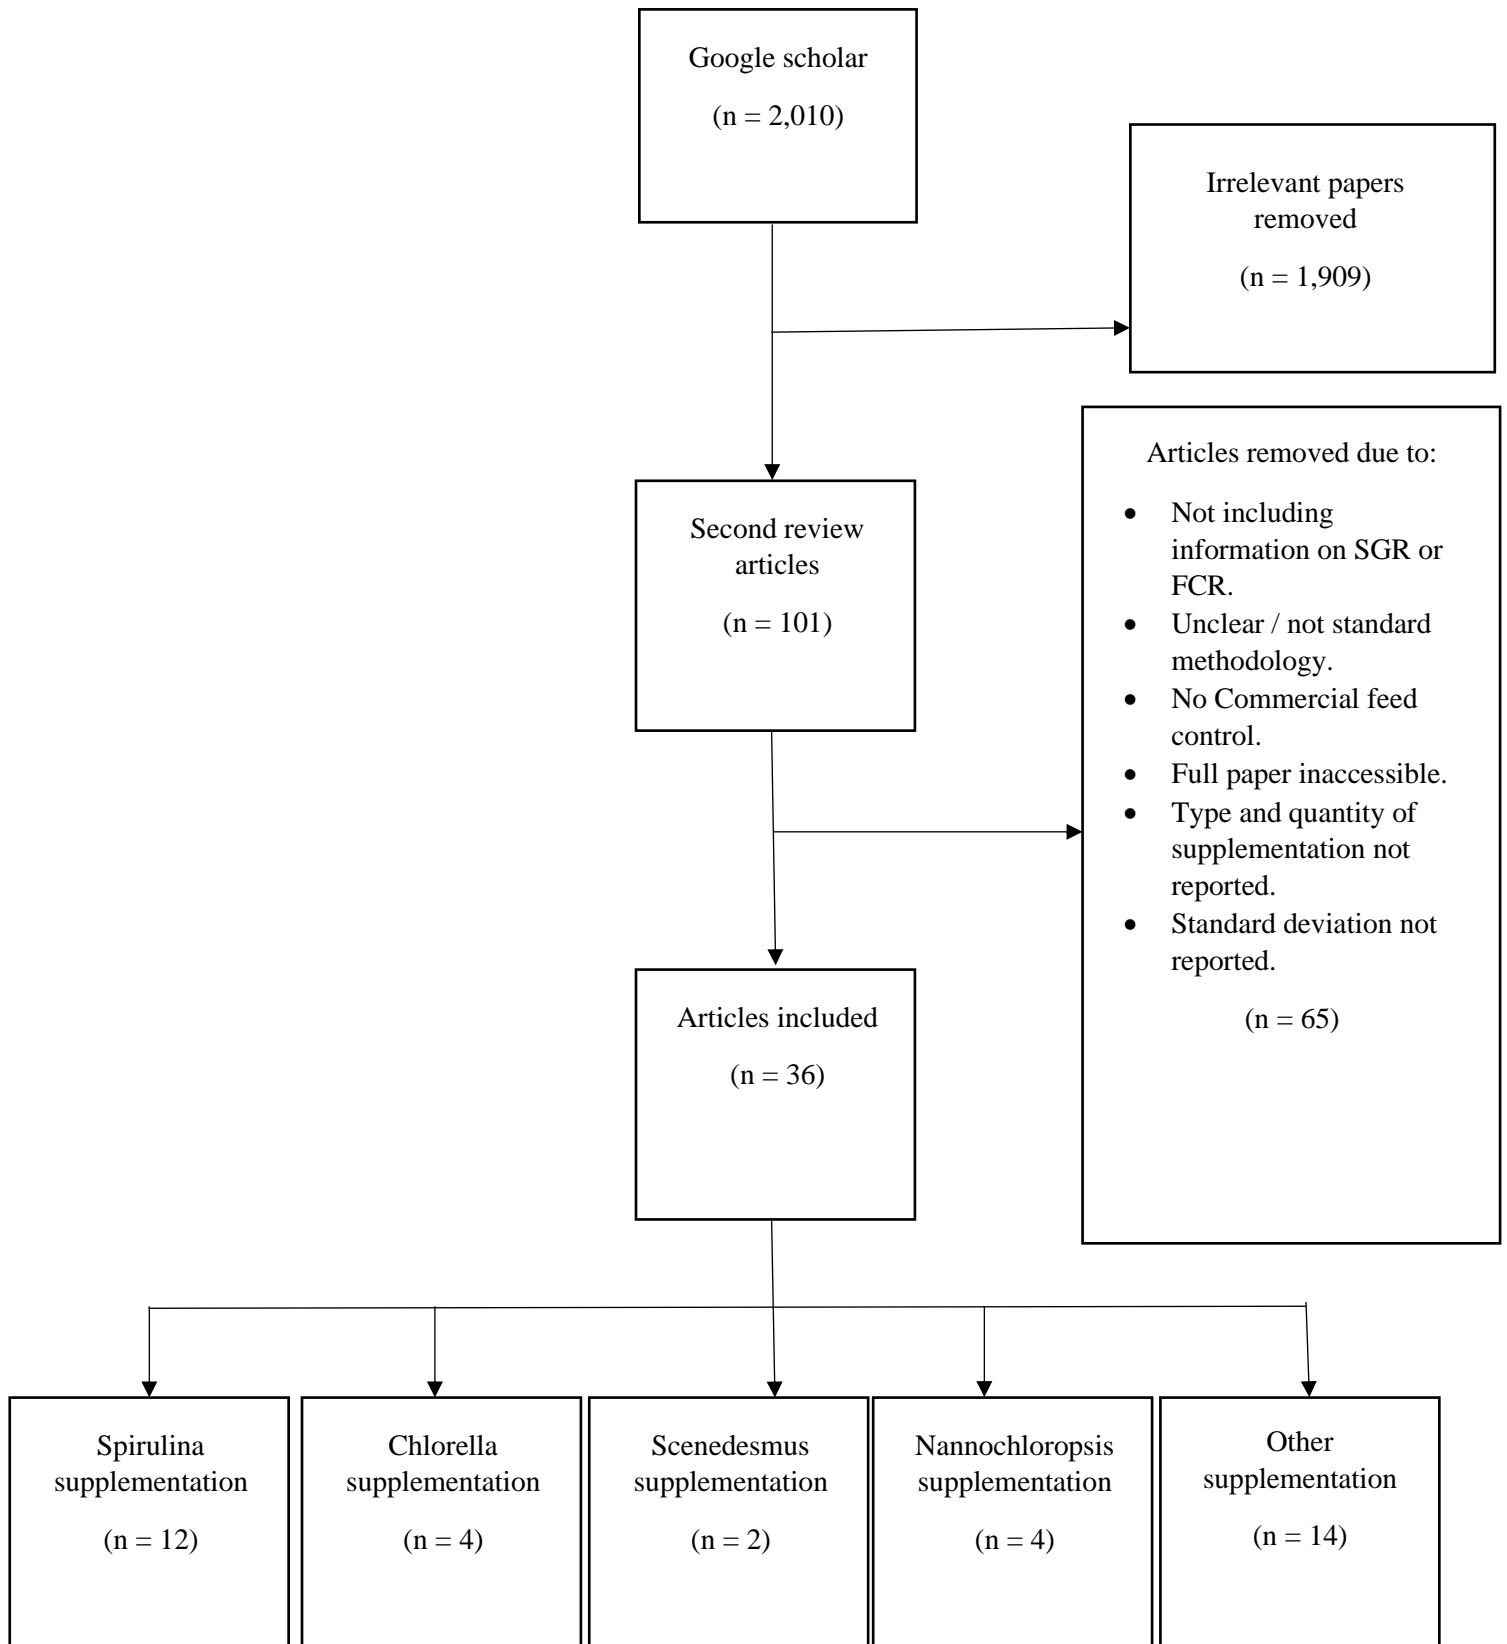 Google scholar
(n = 2,010)
Irrelevant papers
removed
(n = 1,909)
Second review
articles
(n = 101)
Articles removed due to:
• Not including
information on SGR or
FCR.
• Unclear / not standard
methodology.
• No Commercial feed
control.
• Full paper inaccessible.
• Type and quantity of
supplementation not
reported.
• Standard deviation not
reported.
(n = 65)
Articles included
(n = 36)
Spirulina
supplementation
(n = 12)
Chlorella
supplementation
(n = 4)
Scenedesmus
supplementation
(n = 2)
Nannochloropsis
supplementation
(n = 4)
Other
supplementation
(n = 14)